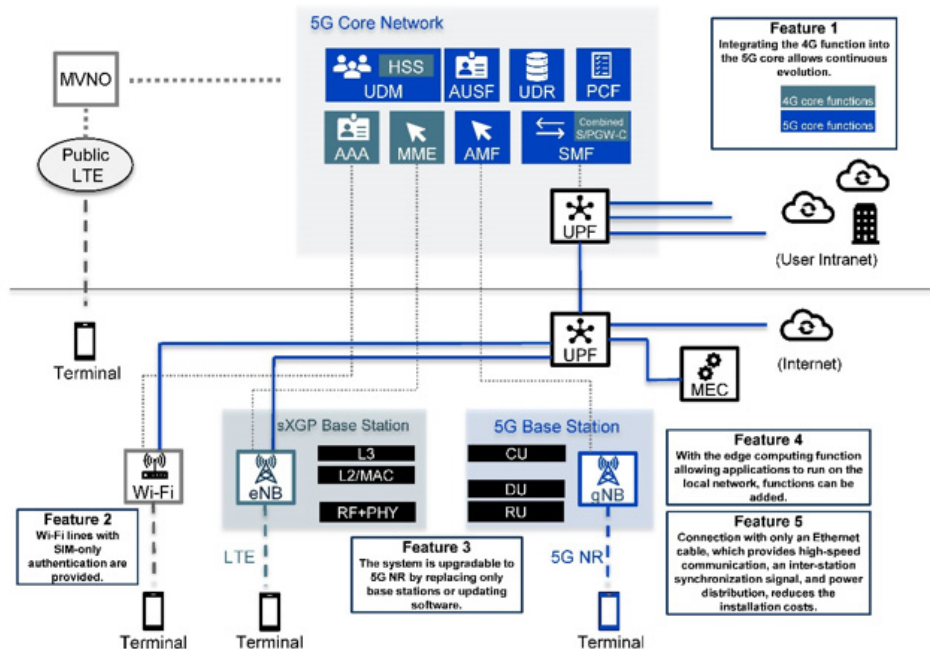 5G Core Network
HSS
UDM
AUSF
UDR
PCF
AAA
MME
AMF
Combined
S/PGW-C
SMF
UPF
MVNO
Public
LTE
Terminal
Feature 1
Integrating the 4G function into
the 5G core allows continuous
evolution.
4G core functions
5G core functions
(User Intranet)
UPF
(Internet)
MEC
sXGP Base Station
L3
L2/MAC
RF+PHY
eNB
5G Base Station
CU
DU
RU
gNB
Wi-Fi
Feature 2
Wi-Fi lines with
SIM-only
authentication are
provided.
LTE
Feature 3
The system is upgradable to
5G NR by replacing only
base stations or updating
software.
5G NR
Feature 4
With the edge computing function
allowing applications to run on the
local network, functions can be
added.
Feature 5
Connection with only an Ethernet
cable, which provides high-speed
communication, an inter-station
synchronization signal, and power
distribution, reduces the
installation costs.
Terminal
Terminal
Terminal